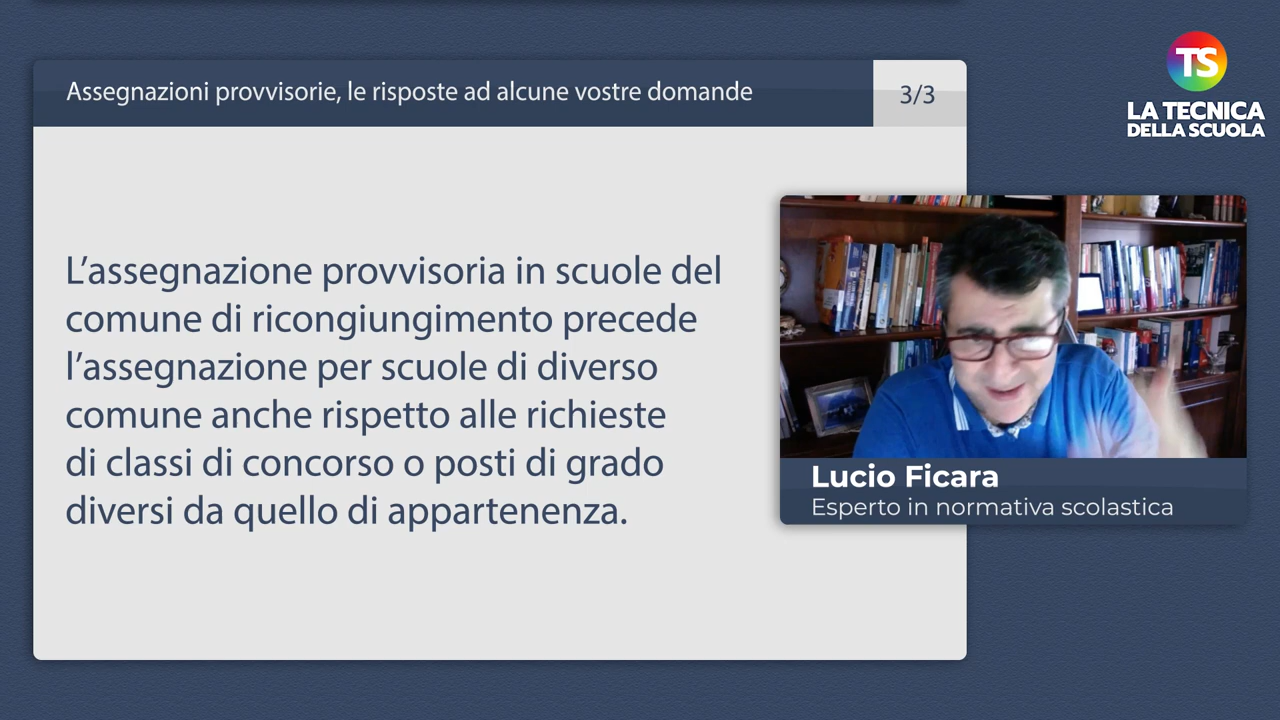 Assegnazioni provvisorie, le risposte ad alcune vostre domande
3/3
TS
LA TECNICA
DELLA SCUOLA
L’assegnazione provvisoria in scuole del
comune di ricongiungimento precede
l’assegnazione per scuole di diverso
comune anche rispetto alle richieste
di classi di concorso o posti di grado
diversi da quello di appartenenza.
Lucio Ficara
Esperto in normativa scolastica